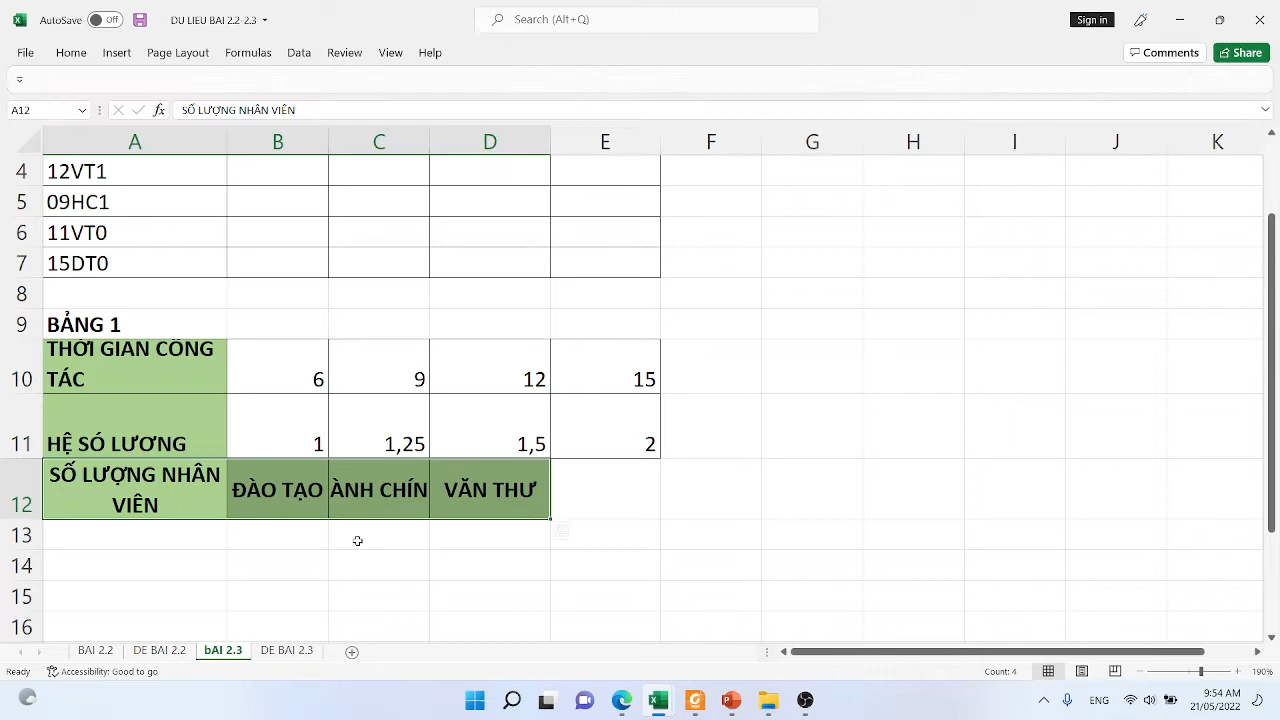 AutoSave Off DU LIEU BAI 2.2-2.3 Search (Alt+Q) Sign in
File Home Insert Page Layout Formulas Data Review View Help Comments Share
A12 fx SỐ LƯỢNG NHÂN VIÊN
A B C D E F G H I J K
4 12VT1
5 09HC1
6 11VT0
7 15DT0
8
9 BẢNG 1
THỜI GIAN CÔNG
10 TÁC 6 9 12 15
11 HỆ SÓ LƯƠNG 1 1,25 1,5 2
SỐ LƯỢNG NHÂN
ĐÀO TẠO ÀNH CHÍN VĂN THƯ
12 VIÊN
13
14
15
16
BAI 2.2 DE BAI 2.2 bAI 2.3 DE BAI 2.3
Ready Accessibility: Good to go Count: 4 190%
ENG 9:54 AM
21/05/2022